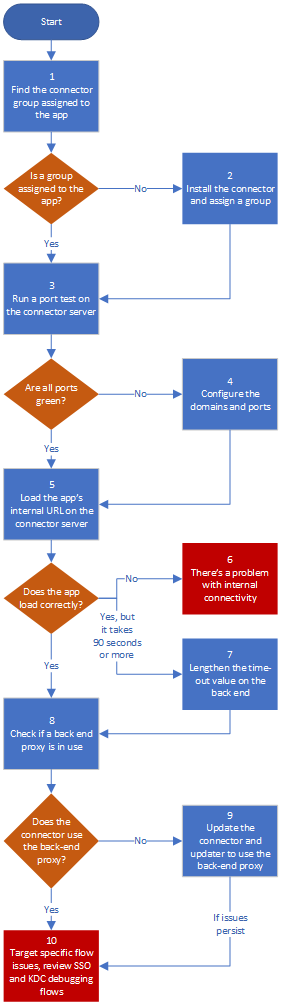 Start
1
Find the connector
group assigned to
the app
Is a group
assigned to the
app?
No
2
Install the connector
and assign a group
Yes
3
Run a port test on
the connector server
Are all ports
green?
No
4
Configure the
domains and ports
Yes
5
Load the app's
internal URL on the
connector server
Does the app
load correctly?
No
6
There's a problem
with internal
connectivity
Yes, but
it takes
90 seconds
or more
7
Lengthen the time-
out value on the
back end
Yes
8
Check if a back end
proxy is in use
Does the
connector use
the back-end
proxy?
No
9
Update the
connector and
updater to use the
back-end proxy
Yes
If issues
persist
10
Target specific flow
issues, review SSO
and KDC debugging
flows